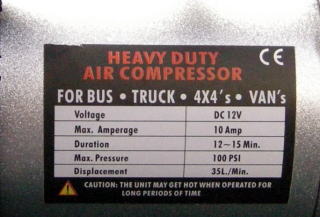 HEAVY DUTY
AIR COMPRESSOR
CE
FOR BUS • TRUCK • 4X4's • VAN's
Voltage DC 12V
Max. Amperage 10 Amp
Duration 12~15 Min.
Max. Pressure 100 PSI
Displacement 35L./Min.
CAUTION: THE UNIT MAY GET HOT WHEN OPERATED FOR
LONG PERIODS OF TIME